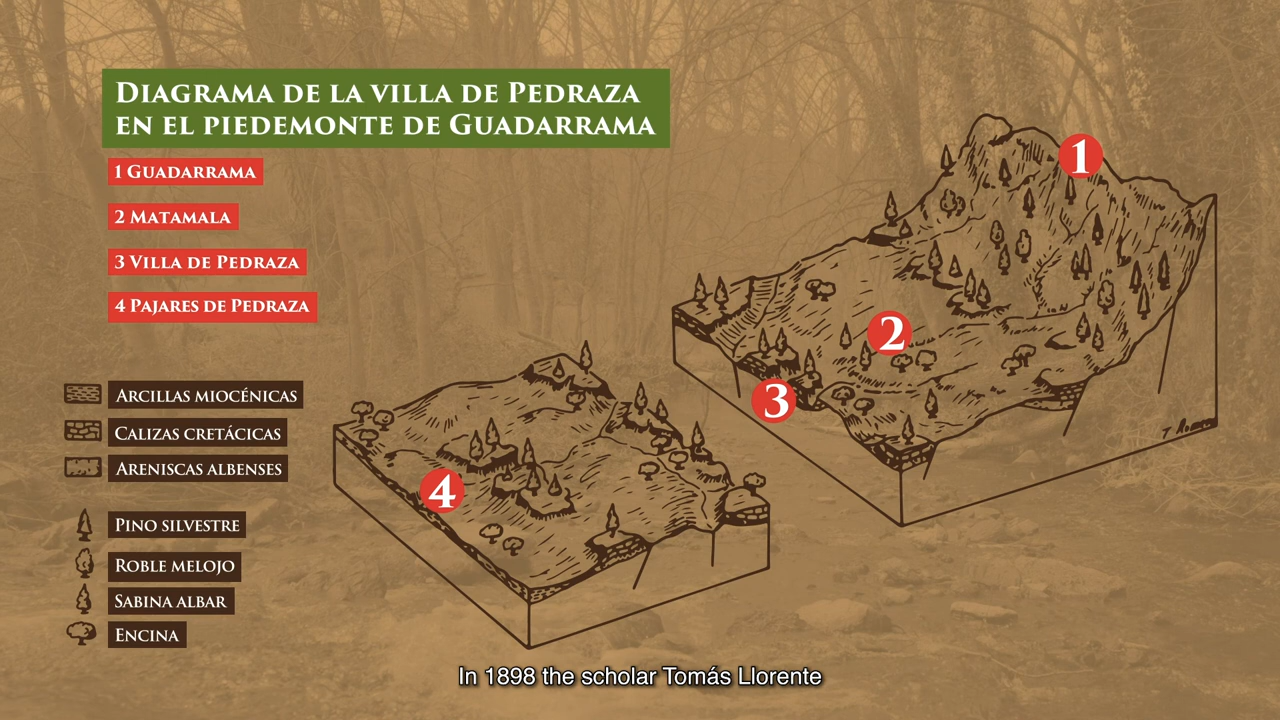 DIAGRAMA DE LA VILLA DE PEDRAZA
EN EL PIEDEMONTE DE GUADARRAMA
1 GUADARRAMA
2 MATAMALA
3 VILLA DE PEDRAZA
4 PAJARES DE PEDRAZA
ARCILLAS MIOCÉNICAS
CALIZAS CRETÁCICAS
ARENISCAS ALBENSES
PINO SILVESTRE
ROBLE MELOJO
SABINA ALBAR
ENCINA
1
2
3
4
In 1898 the scholar Tomás Llorente